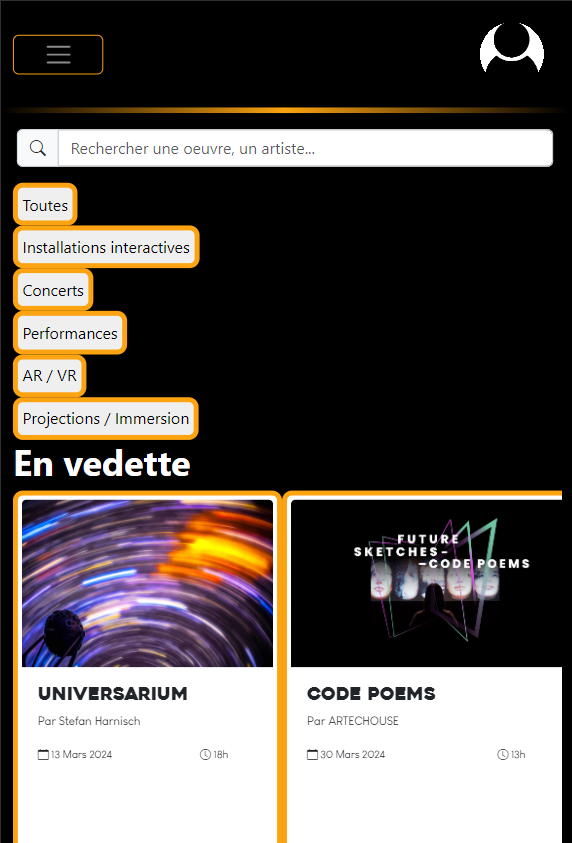 Rechercher une oeuvre, un artiste...
Toutes
Installations interactives
Concerts
Performances
AR / VR
Projections / Immersion
En vedette
FUTURE
SKETCHES-
-CODE POEMS
UNIVERSARIUM
Par Stefan Harnisch
13 Mars 2024
18h
CODE POEMS
Par ARTECHOUSE
30 Mars 2024
13h